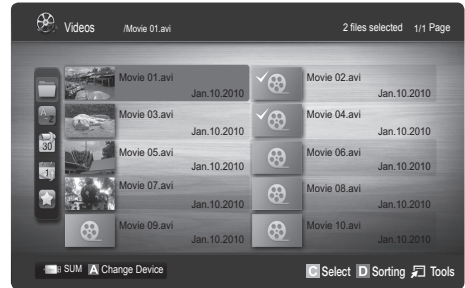 Videos /Movie 01.avi 2 files selected 1/1 Page
Movie 01.avi
Jan.10.2010
Movie 02.avi
Jan.10.2010
Movie 03.avi
Jan.10.2010
Movie 04.avi
Jan.10.2010
Movie 05.avi
Jan.10.2010
Movie 06.avi
Jan.10.2010
Movie 07.avi
Jan.10.2010
Movie 08.avi
Jan.10.2010
Movie 09.avi
Jan.10.2010
Movie 10.avi
Jan.10.2010
A Z
30
1
SUM A Change Device C Select D Sorting Tools